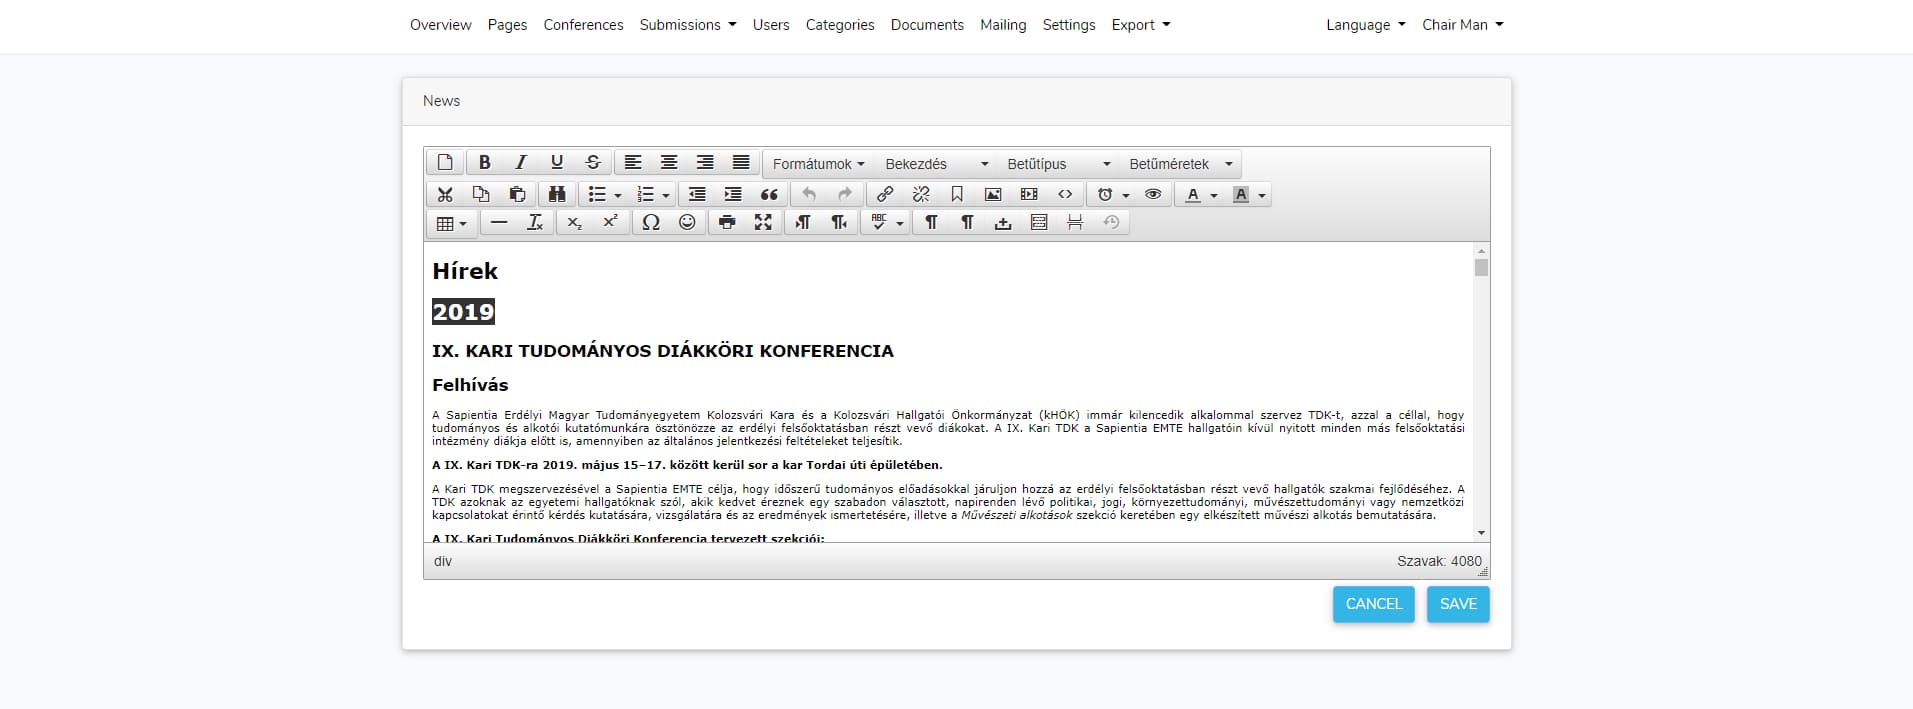 Overview Pages Conferences Submissions Users Categories Documents Mailing Settings Export Language Chair Man
News
Formátumok Bekezdés Betűtípus Betűméretek
Hírek
2019
IX. KARI TUDOMÁNYOS DIÁKKÖRI KONFERENCIA
Felhívás
A Sapientia Erdélyi Magyar Tudományegyetem Kolozsvári Kara és a Kolozsvári Hallgatói Önkormányzat (kHÖK) immár kilencedik alkalommal szervez TDK-t, azzal a céllal, hogy
tudományos és alkotói kutatómunkára ösztönözze az erdélyi felsőoktatásban részt vevő diákokat. A IX. Kari TDK a Sapientia EMTE hallgatóin kívül nyitott minden más felsőoktatási
intézmény diákja előtt is, amennyiben az általános jelentkezési feltételeket teljesítik.
A IX. Kari TDK-ra 2019. május 15–17. között kerül sor a kar Tordai úti épületében.
A Kari TDK megszervezésével a Sapientia EMTE célja, hogy időszerű tudományos előadásokkal járuljon hozzá az erdélyi felsőoktatásban részt vevő hallgatók szakmai fejlődéséhez. A
TDK azoknak az egyetemi hallgatóknak szól, akik kedvet éreznek egy szabadon választott, napirenden lévő politikai, jogi, környezettudományi, művészettudományi vagy nemzetközi
kapcsolatokat érintő kérdés kutatására, vizsgálatára és az eredmények ismertetésére, illetve a Művészeti alkotások szekció keretében egy elkészített művészi alkotás bemutatására.
A IX. Kari Tudományos Diákköri Konferencia tervezett szekciói:
div Szavak: 4080
CANCEL SAVE